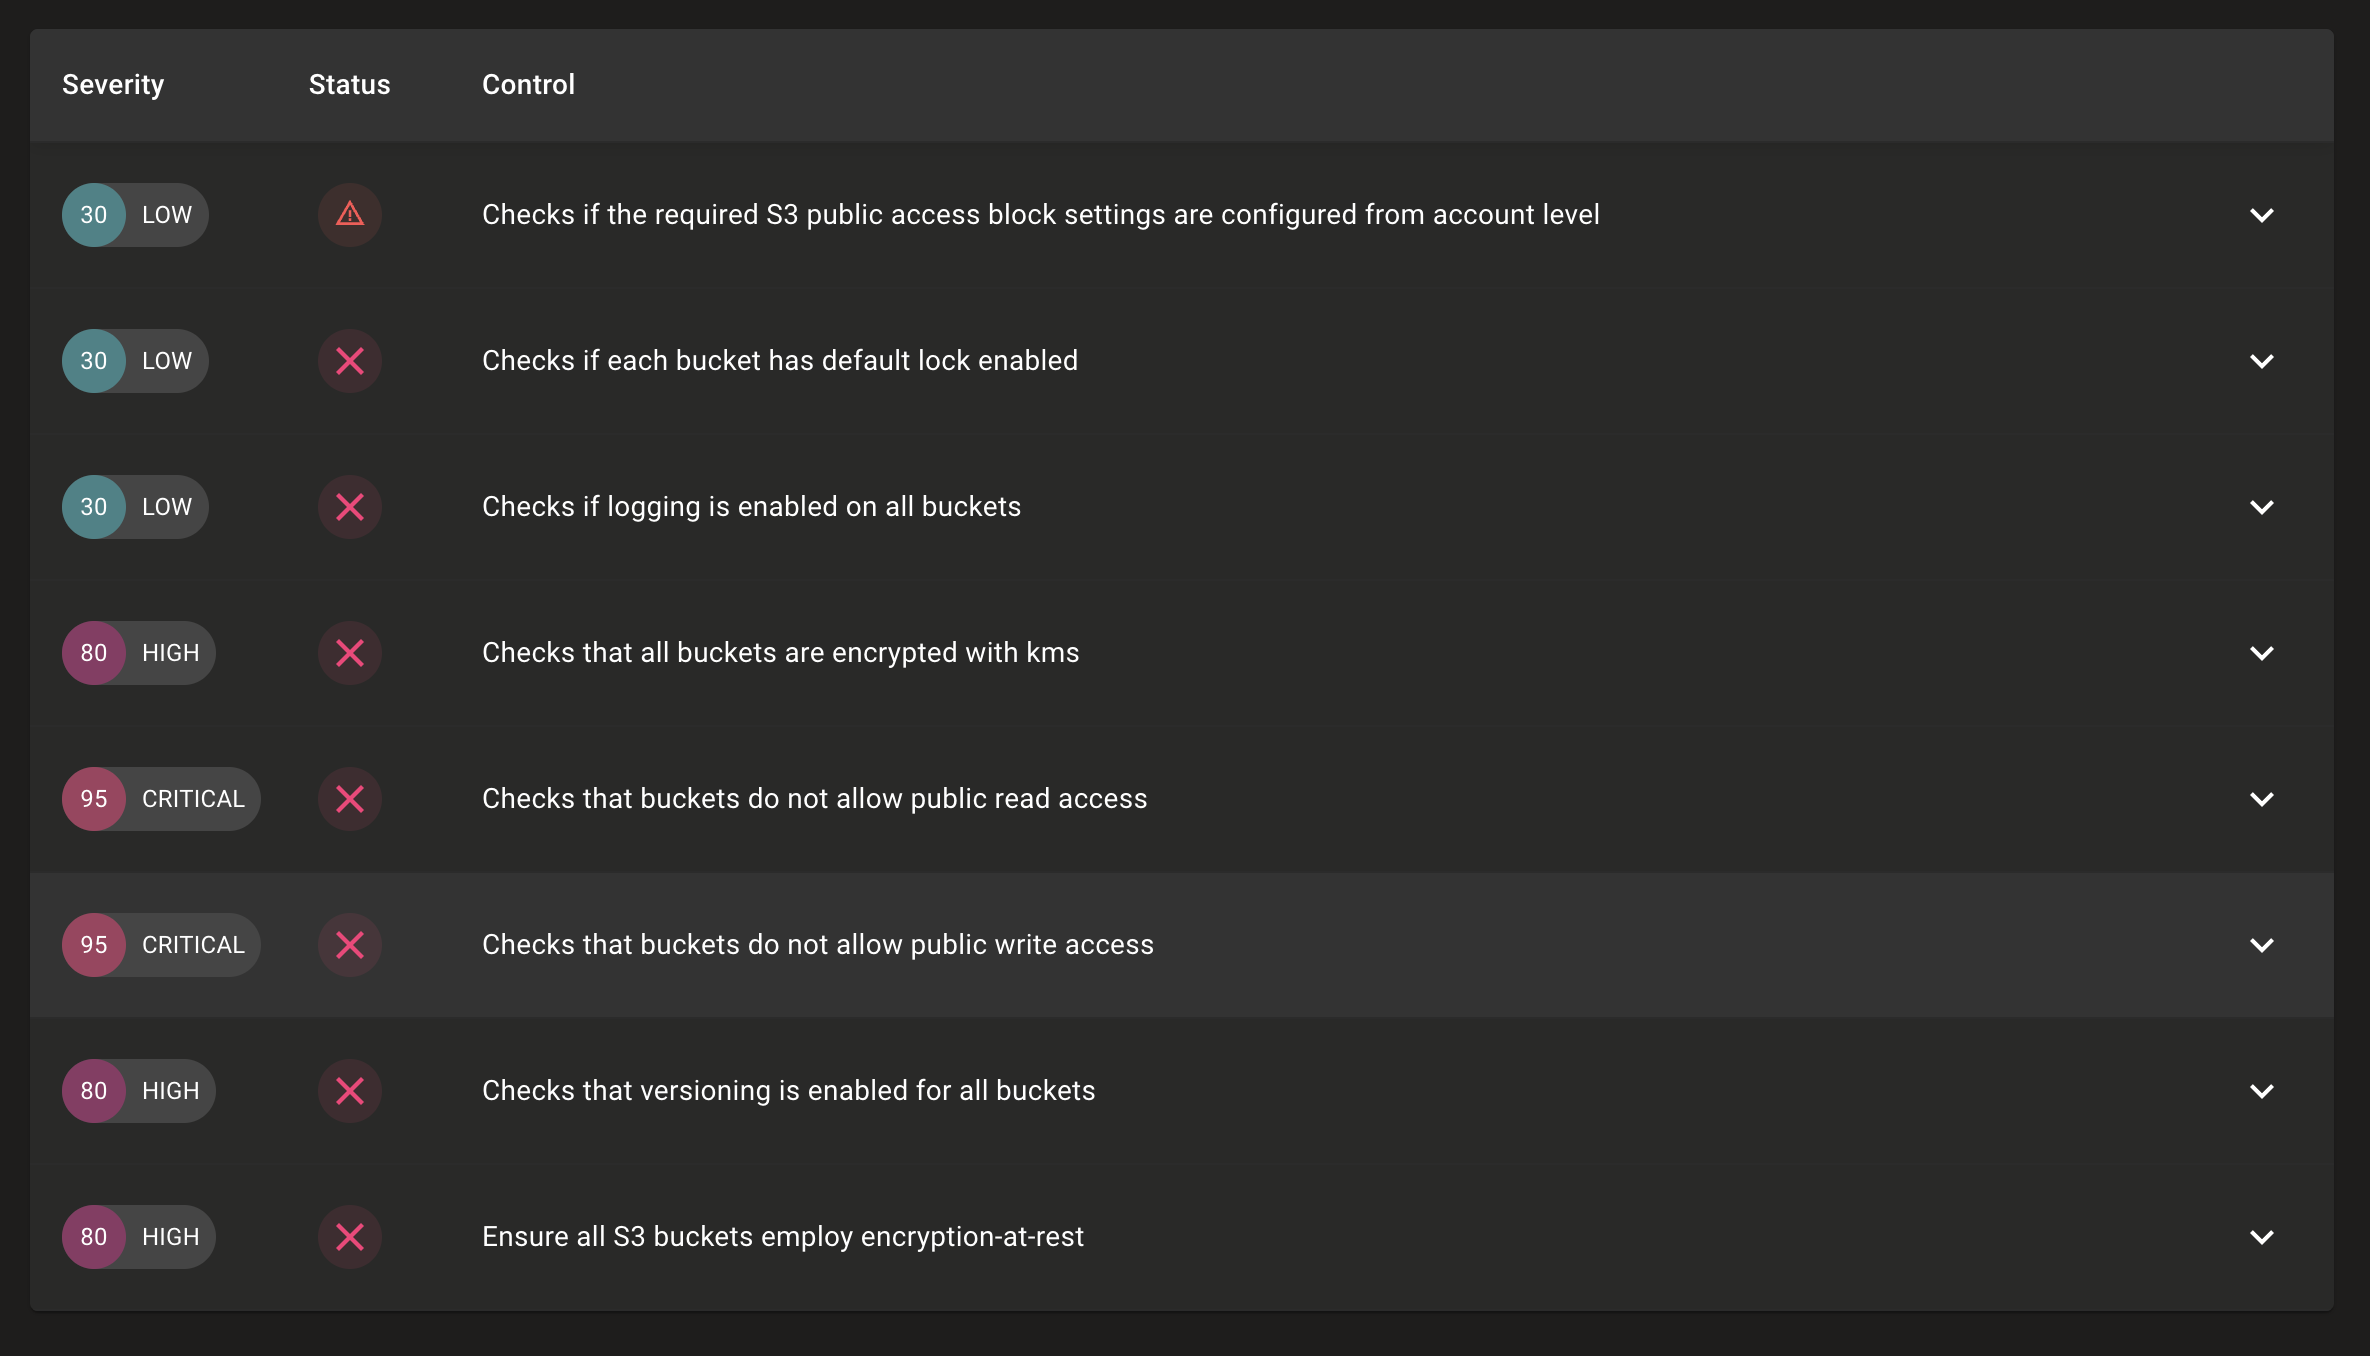 Severity Status Control
30 LOW Checks if the required S3 public access block settings are configured from account level
30 LOW Checks if each bucket has default lock enabled
30 LOW Checks if logging is enabled on all buckets
80 HIGH Checks that all buckets are encrypted with kms
95 CRITICAL Checks that buckets do not allow public read access
95 CRITICAL Checks that buckets do not allow public write access
80 HIGH Checks that versioning is enabled for all buckets
80 HIGH Ensure all S3 buckets employ encryption-at-rest